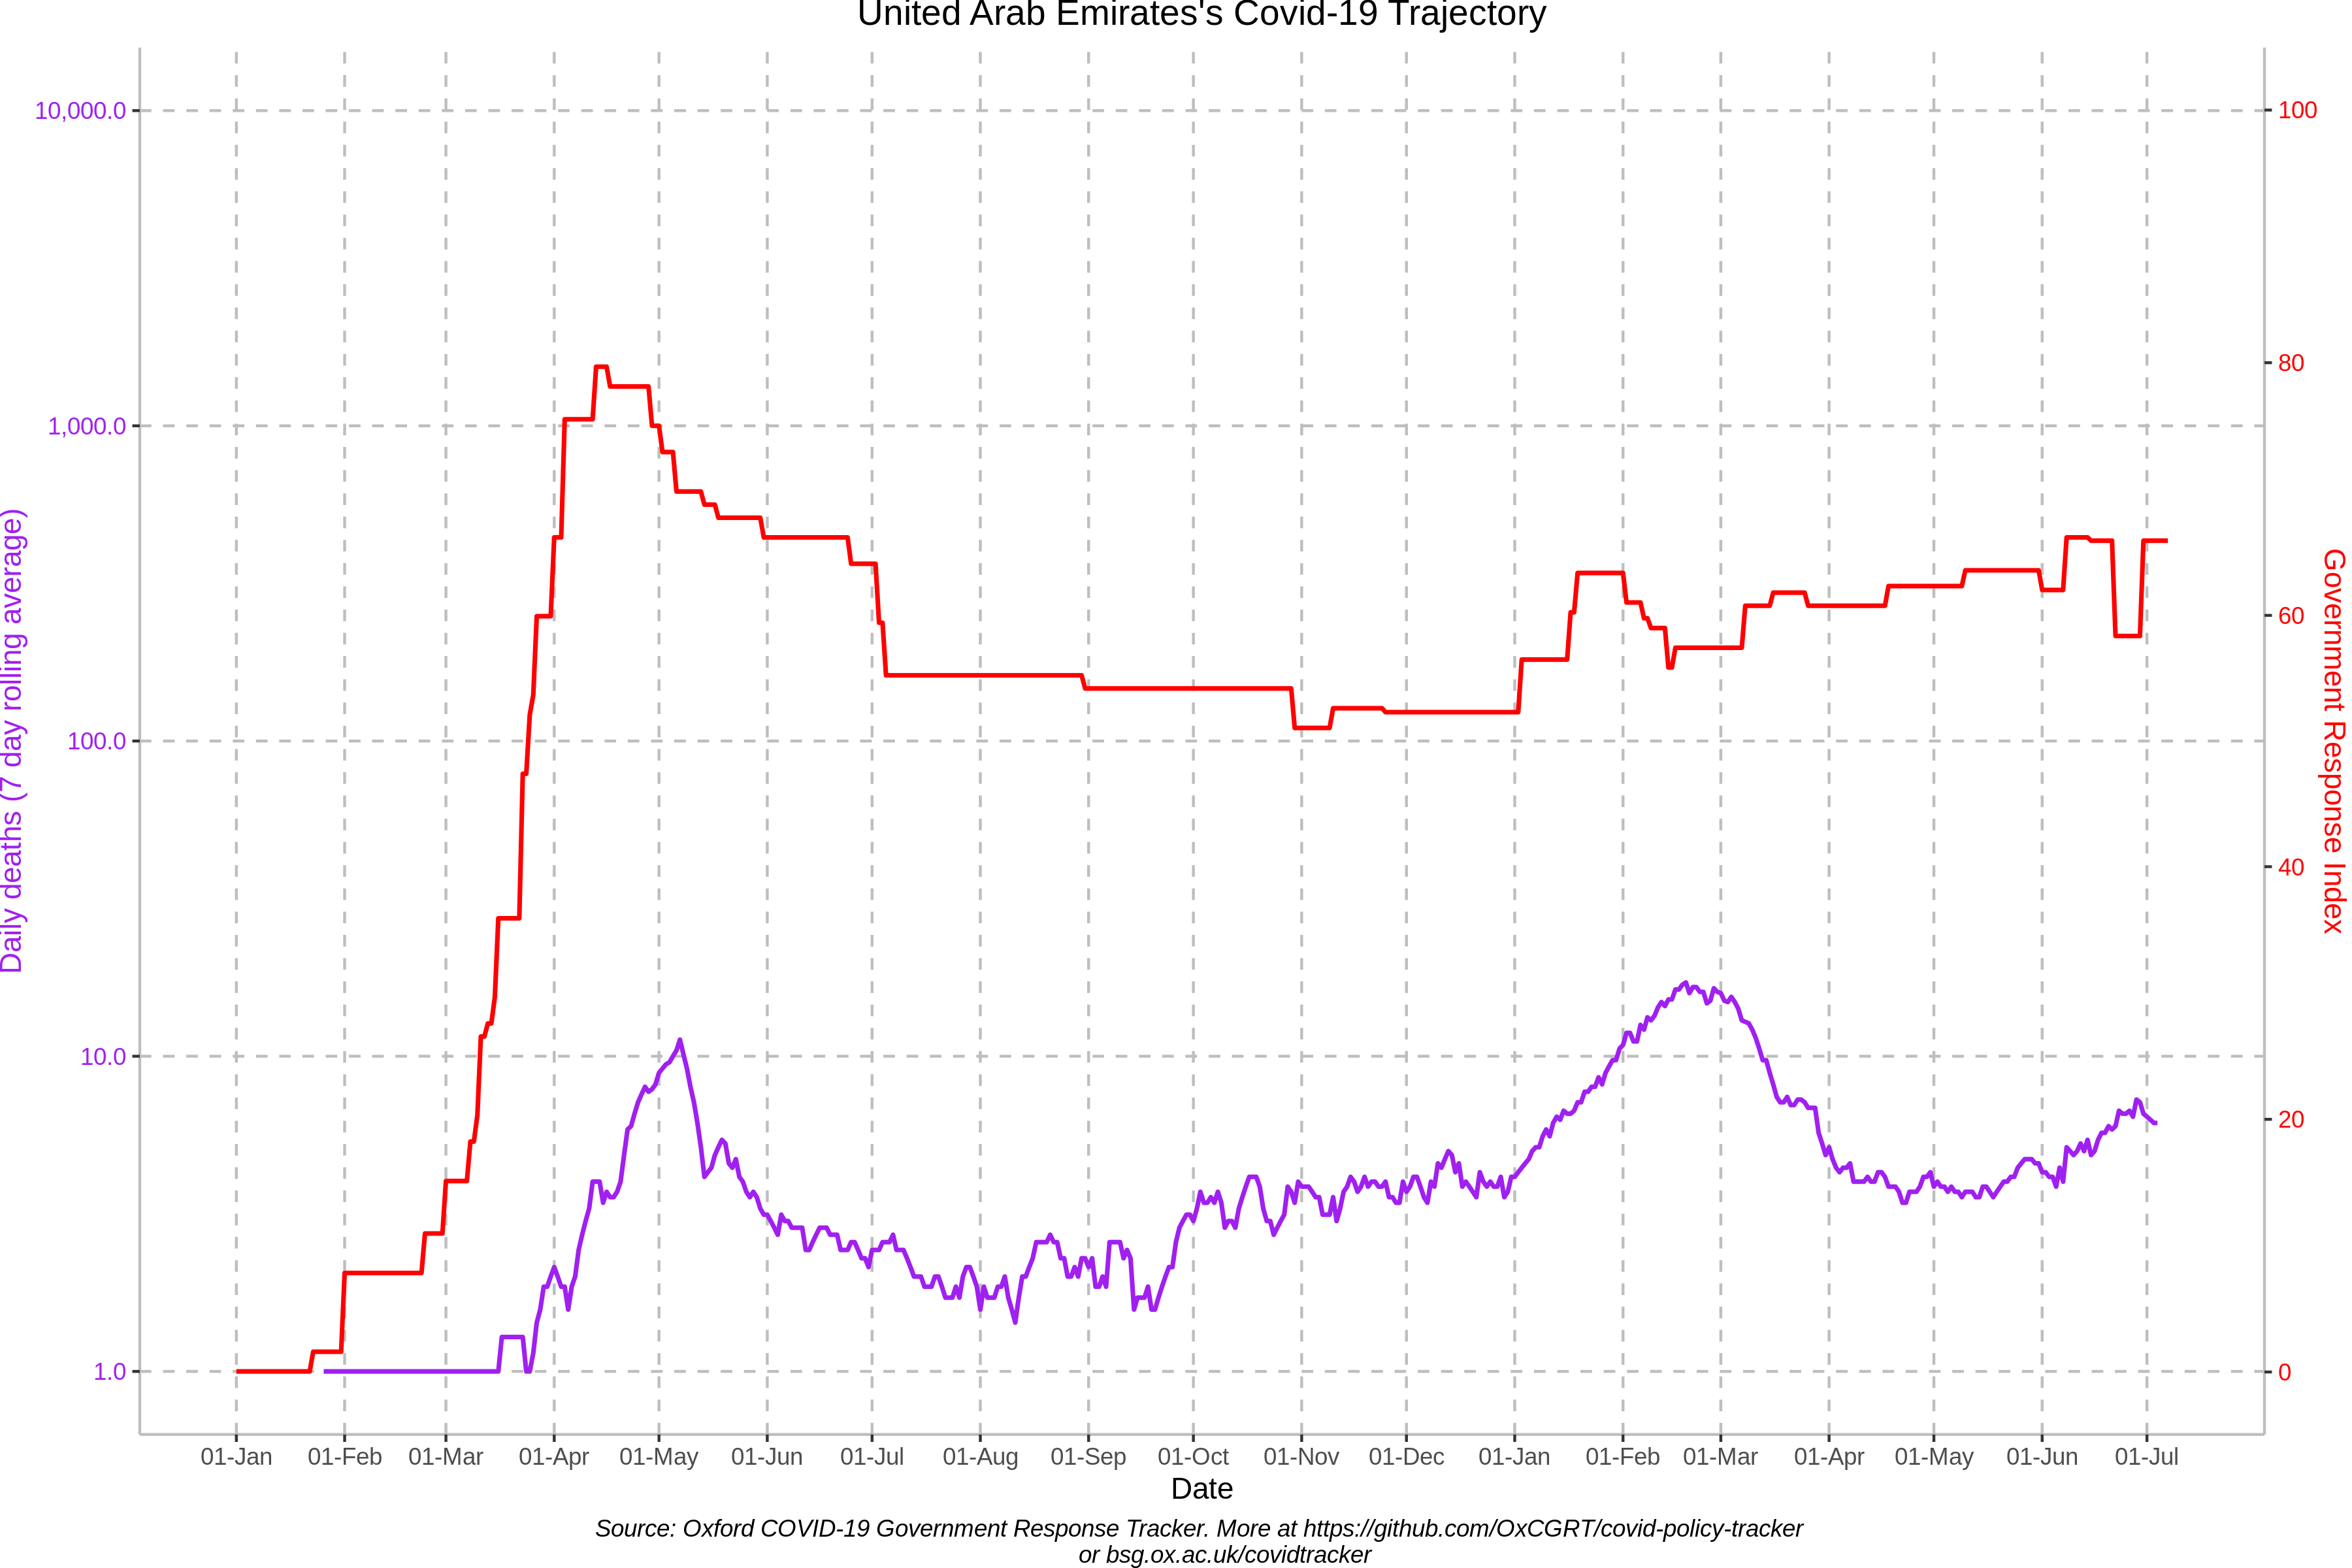 United Arab Emirates's Covid-19 Trajectory
10,000.0
1,000.0
100.0
10.0
1.0
Daily deaths (7 day rolling average)
100
80
60
40
20
0
Government Response Index
01-Jan 01-Feb 01-Mar 01-Apr 01-May 01-Jun 01-Jul 01-Aug 01-Sep 01-Oct 01-Nov 01-Dec 01-Jan 01-Feb 01-Mar 01-Apr 01-May 01-Jun 01-Jul
Date
Source: Oxford COVID-19 Government Response Tracker. More at https://github.com/OxCGRT/covid-policy-tracker
or bsg.ox.ac.uk/covidtracker